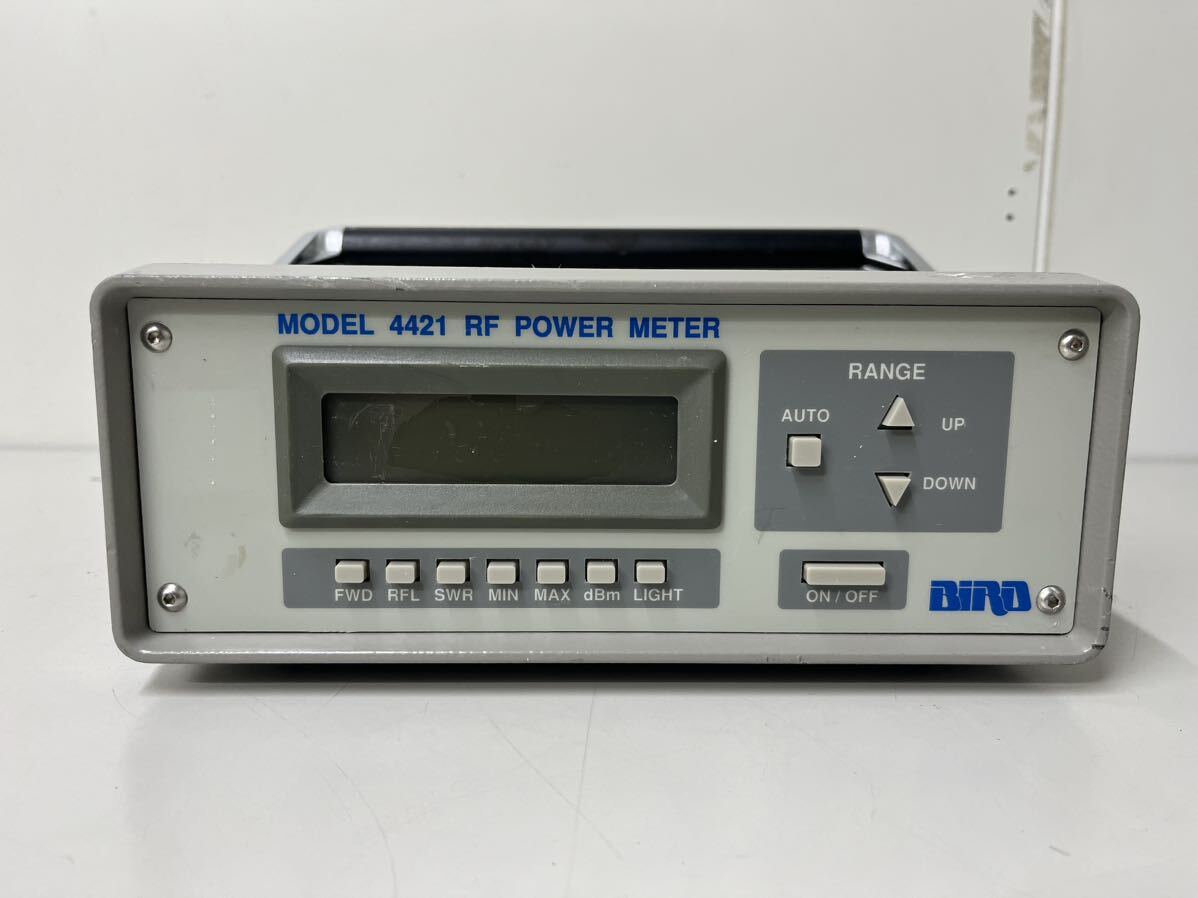 MODEL 4421 RF POWER METER
RANGE
AUTO
UP
DOWN
FWD RFL SWR MIN MAX dBm LIGHT
ON / OFF
BIRD